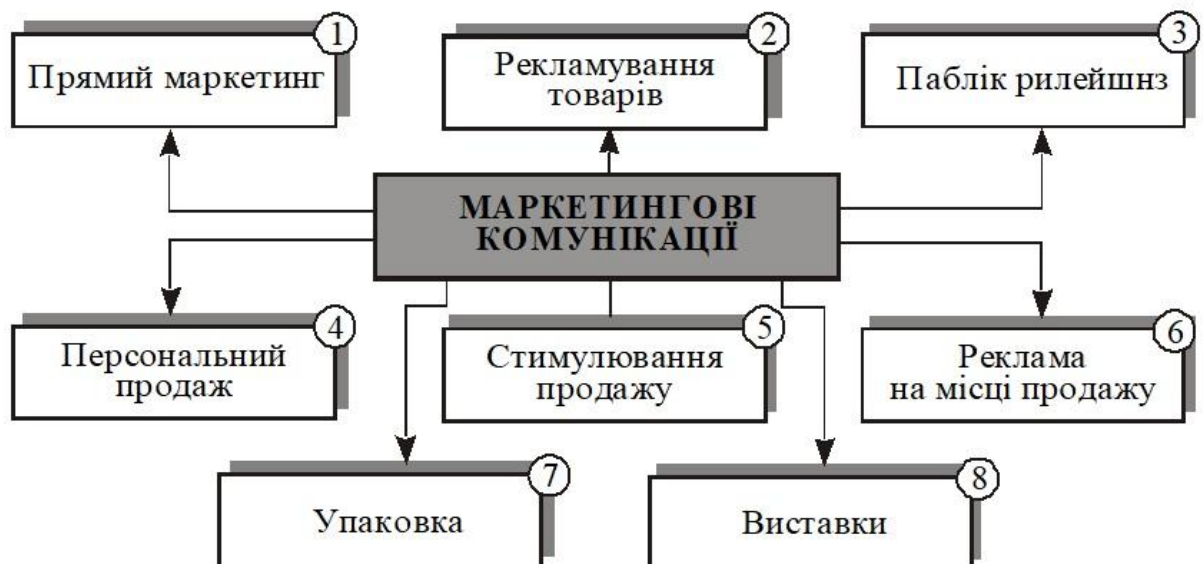 1
Прямий маркетинг
2
Рекламування
товарів
3
Паблік рилейшнз
МАРКЕТИНГОВІ
КОМУНІКАЦІЇ
4
Персональний
продаж
5
Стимулювання
продажу
6
Реклама
на місці продажу
7
Упаковка
8
Виставки